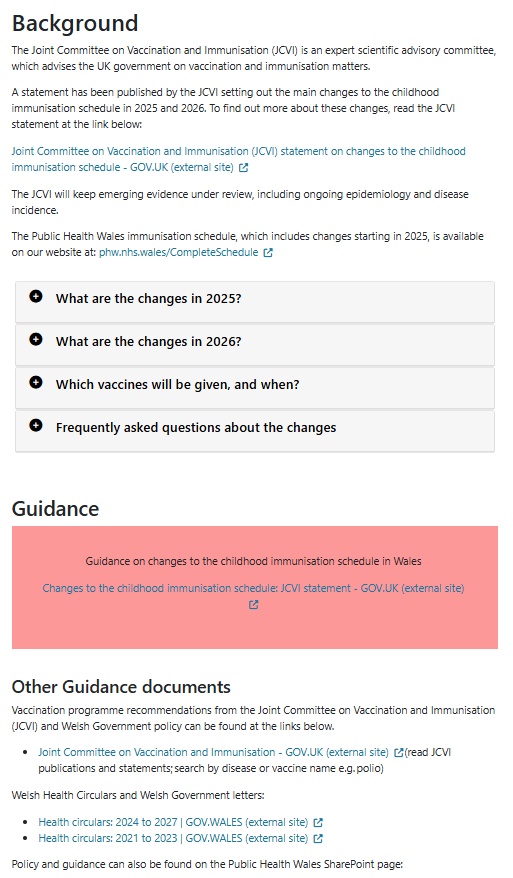 Background
The Joint Committee on Vaccination and Immunisation (JCVI) is an expert scientific advisory committee,
which advises the UK government on vaccination and immunisation matters.
A statement has been published by the JCVI setting out the main changes to the childhood
immunisation schedule in 2025 and 2026. To find out more about these changes, read the JCVI
statement at the link below:
Joint Committee on Vaccination and Immunisation (JCVI) statement on changes to the childhood
immunisation schedule - GOV.UK (external site)
The JCVI will keep emerging evidence under review, including ongoing epidemiology and disease
incidence.
The Public Health Wales immunisation schedule, which includes changes starting in 2025, is available
on our website at: phw.nhs.wales/CompleteSchedule
What are the changes in 2025?
What are the changes in 2026?
Which vaccines will be given, and when?
Frequently asked questions about the changes
Guidance
Guidance on changes to the childhood immunisation schedule in Wales
Changes to the childhood immunisation schedule: JCVI statement - GOV.UK (external site)
Other Guidance documents
Vaccination programme recommendations from the Joint Committee on Vaccination and Immunisation
(JCVI) and Welsh Government policy can be found at the links below.
• Joint Committee on Vaccination and Immunisation - GOV.UK (external site) (read JCVI
publications and statements; search by disease or vaccine name e.g. polio)
Welsh Health Circulars and Welsh Government letters:
• Health circulars: 2024 to 2027 | GOV.WALES (external site)
• Health circulars: 2021 to 2023 | GOV.WALES (external site)
Policy and guidance can also be found on the Public Health Wales SharePoint page: